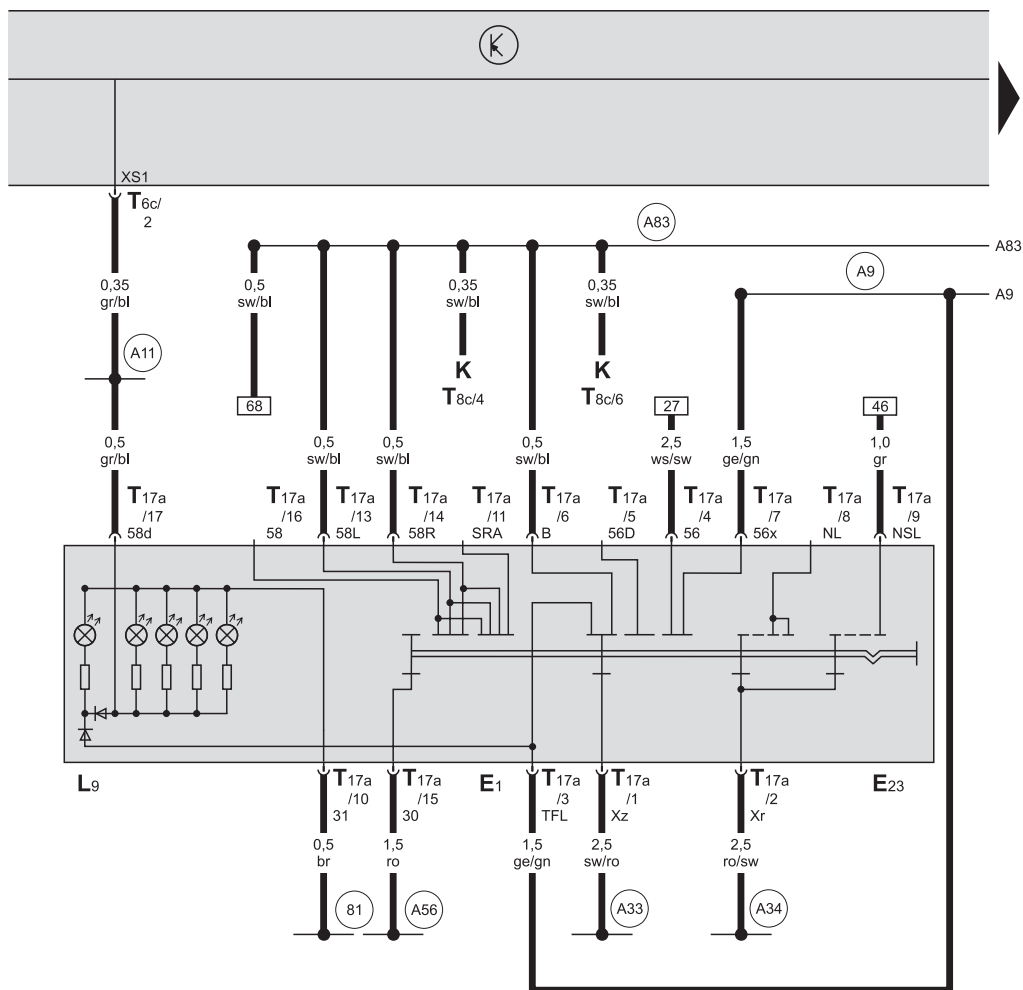 XS1
T6c/
2
A83
A83
A9
A9
0,35
gr/bl
0,5
sw/bl
0,35
sw/bl
0,35
sw/bl
A11
K
T8c/4
K
T8c/6
68
27
46
0,5
gr/bl
0,5
sw/bl
0,5
sw/bl
0,5
sw/bl
2,5
ws/sw
1,5
ge/gn
1,0
gr
T17a
/17
58d
T17a
/16
58
T17a
/13
58L
T17a
/14
58R
T17a
/11
SRA
T17a
/6
B
T17a
/5
56D
T17a
/4
56
T17a
/7
56x
T17a
/8
NL
T17a
/9
NSL
L9
E1
E23
T17a
/10
31
T17a
/15
30
T17a
/3
TFL
T17a
/1
Xz
T17a
/2
Xr
0,5
br
1,5
ro
1,5
ge/gn
2,5
sw/ro
2,5
ro/sw
81
A56
A33
A34